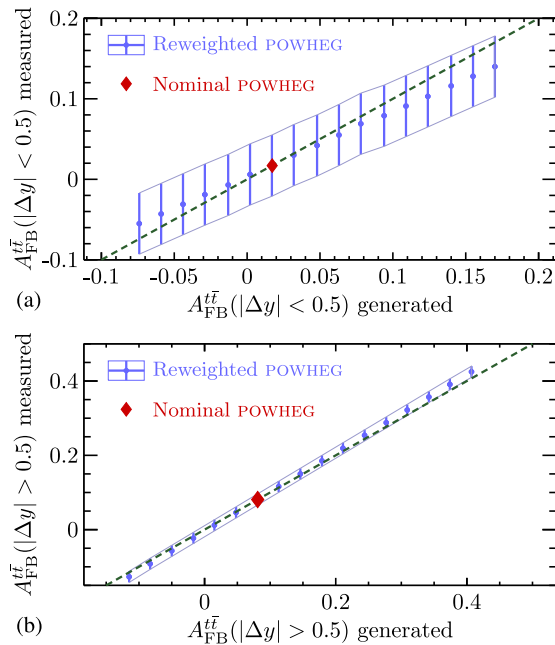 A_FB^{tt̄}(|Δy| < 0.5) measured
0.2
0.1
0
-0.1
Reweighted POWHEG
Nominal POWHEG
-0.1 -0.05 0 0.05 0.1 0.15 0.2
(a)
A_FB^{tt̄}(|Δy| < 0.5) generated
A_FB^{tt̄}(|Δy| > 0.5) measured
0.4
0.2
0
Reweighted POWHEG
Nominal POWHEG
0 0.2 0.4
(b)
A_FB^{tt̄}(|Δy| > 0.5) generated